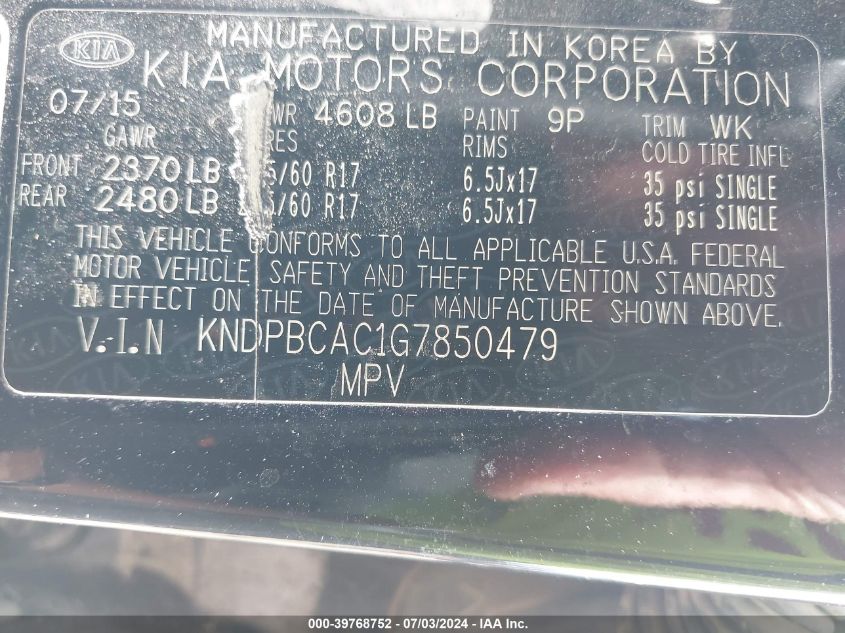 KIA MANUFACTURED IN KOREA BY
KIA MOTORS CORPORATION
07/15 4608 LB PAINT 9P TRIM WK
GAWR RIMS COLD TIRE INFL
FRONT 2370 LB /60 R17 6.5Jx17 35 psi SINGLE
REAR 2480 LB /60 R17 6.5Jx17 35 psi SINGLE
THIS VEHICLE CONFORMS TO ALL APPLICABLE U.S.A. FEDERAL
MOTOR VEHICLE SAFETY AND THEFT PREVENTION STANDARDS
IN EFFECT ON THE DATE OF MANUFACTURE SHOWN ABOVE.
V.I.N KNDPBCAC1G7850479
MPV
000-39768752 / 07/03/2024 - IAA Inc.